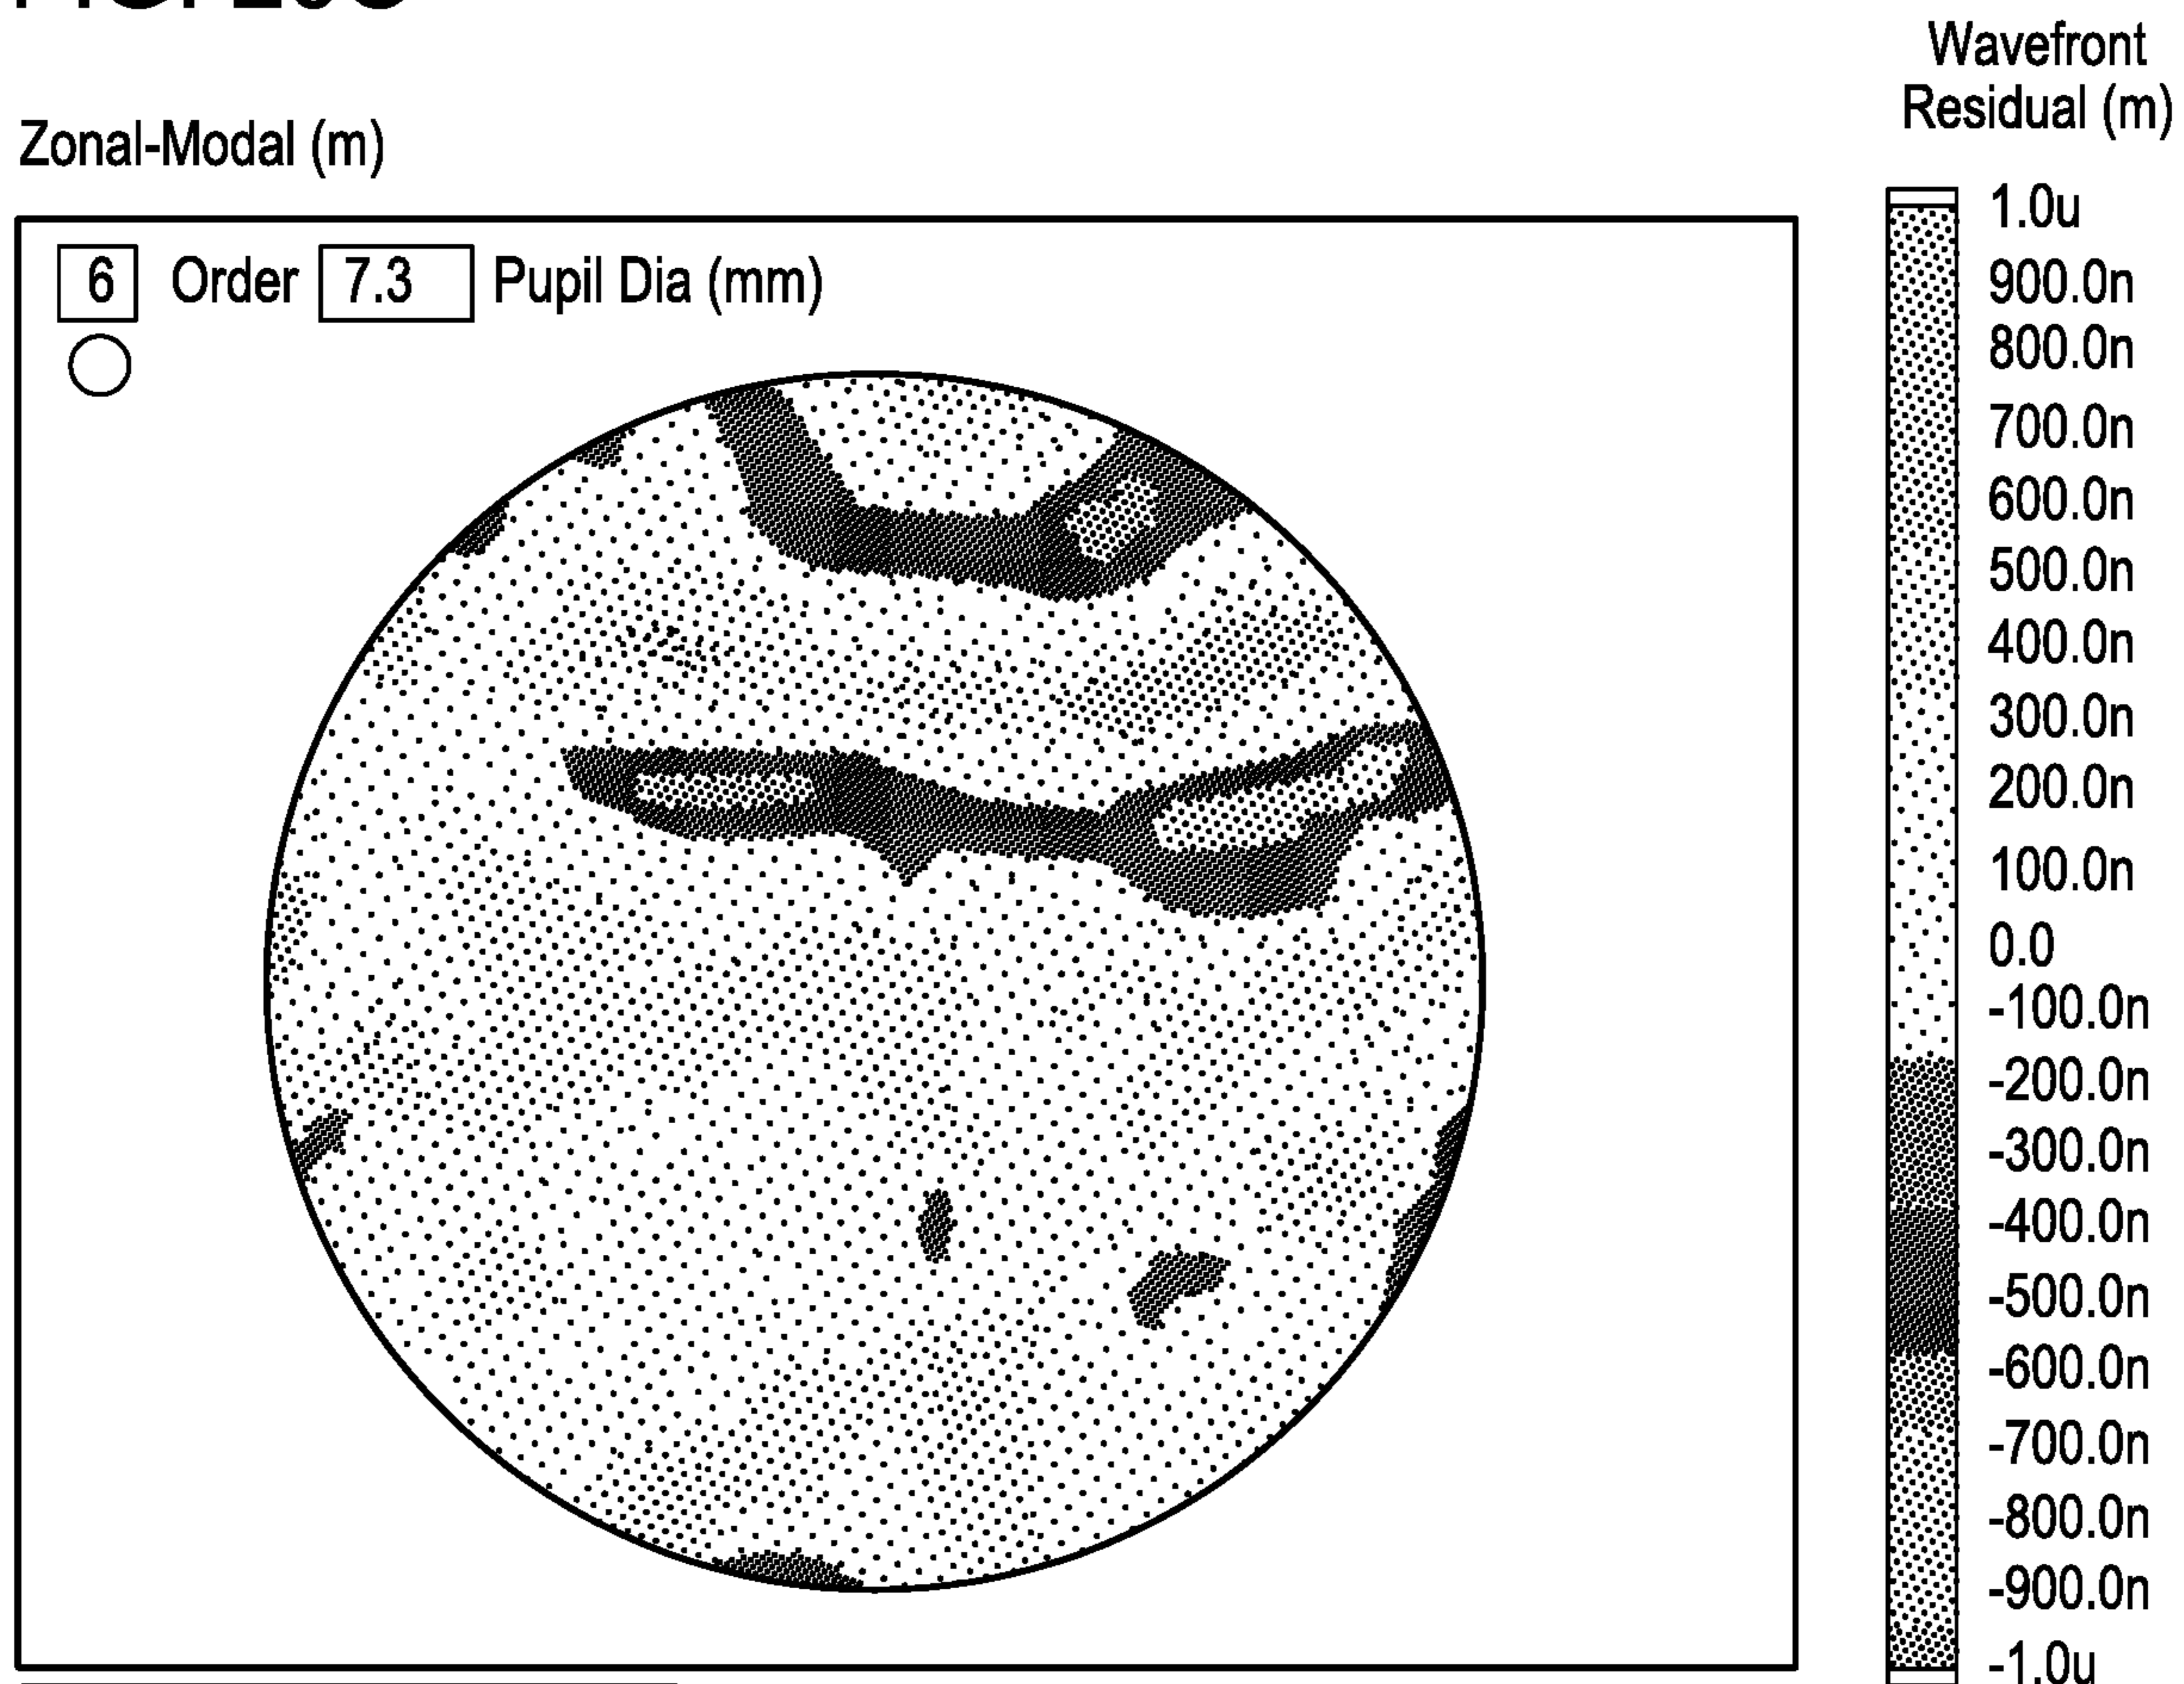 Zonal-Modal (m)
6 Order 7.3 Pupil Dia (mm)
Wavefront
Residual (m)
1.0u
900.0n
800.0n
700.0n
600.0n
500.0n
400.0n
300.0n
200.0n
100.0n
0.0
-100.0n
-200.0n
-300.0n
-400.0n
-500.0n
-600.0n
-700.0n
-800.0n
-900.0n
-1.0u